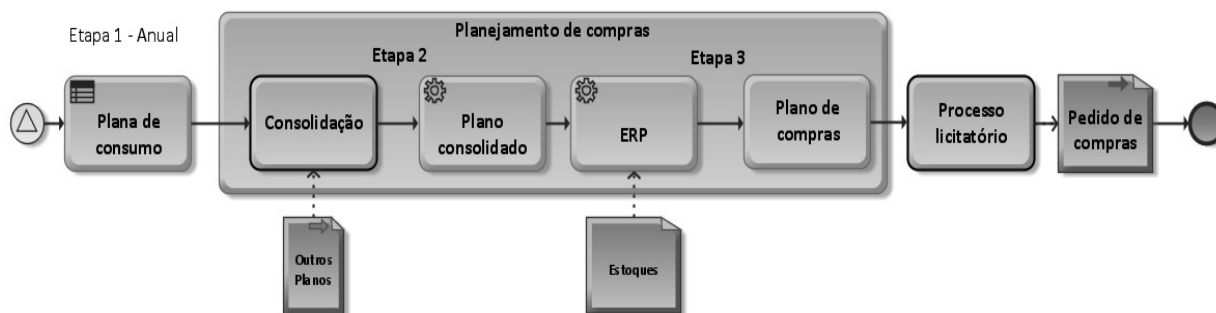 Planejamento de compras
Etapa 1 - Anual
Etapa 2
Etapa 3
Plana de
consumo
Consolidação
Plano
consolidado
ERP
Plano de
compras
Processo
licitatório
Pedido de
compras
Outros
Planos
Estoques